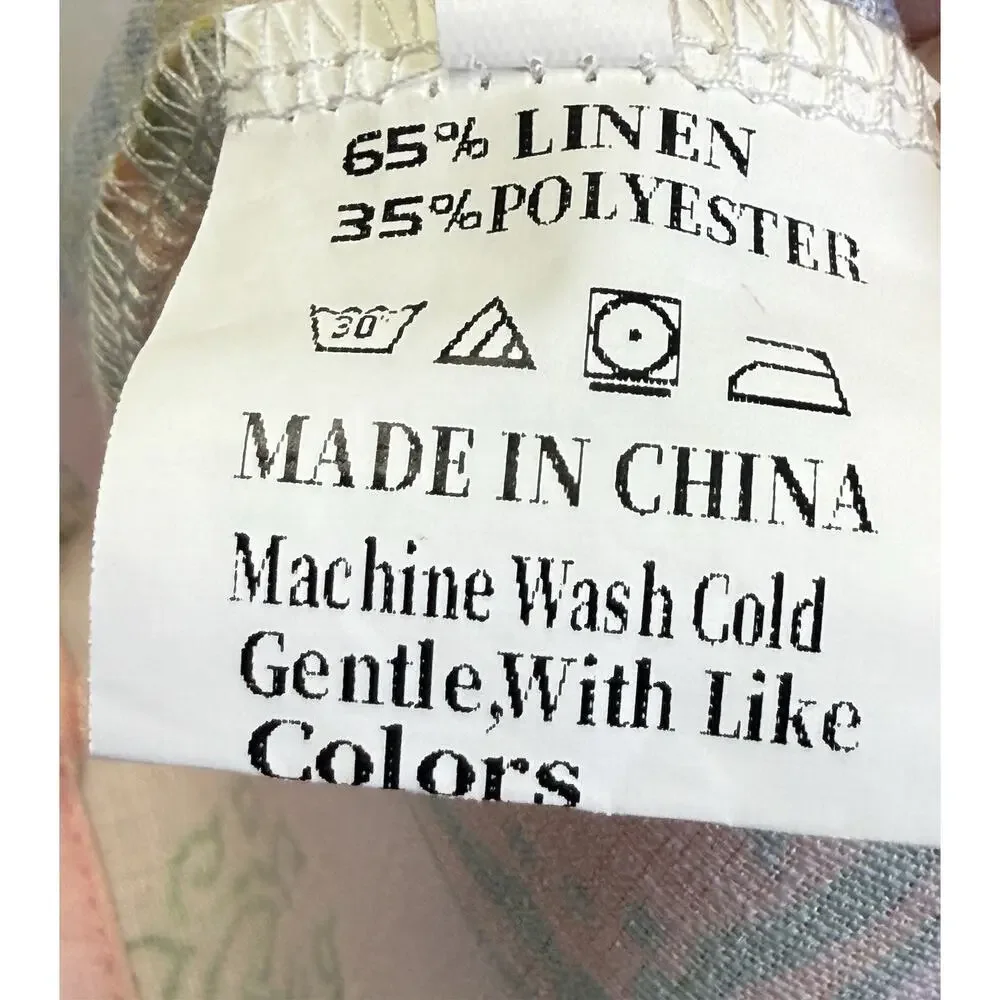 65% LINEN
35%POLYESTER
30°
MADE IN CHINA
Machine Wash Cold
Gentle,With Like
Colors